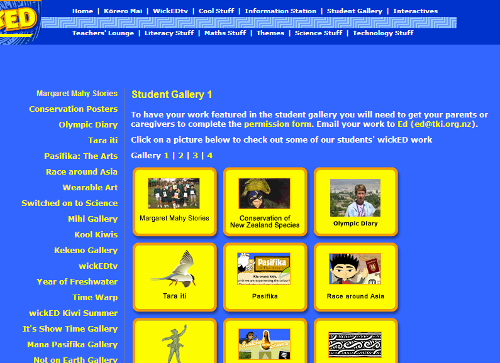 ED
Home | Kōrero Mai | WickEDtv | Cool Stuff | Information Station | Student Gallery | Interactives
Teachers' Lounge | Literacy Stuff | Maths Stuff | Themes | Science Stuff | Technology Stuff
Margaret Mahy Stories
Conservation Posters
Olympic Diary
Tara iti
Pasifika: The Arts
Race around Asia
Wearable Art
Switched on to Science
Mihi Gallery
Kool Kiwis
Kekeno Gallery
wickEDtv
Year of Freshwater
Time Warp
wickED Kiwi Summer
It's Show Time Gallery
Mana Pasifika Gallery
Not on Earth Gallery
Student Gallery 1
To have your work featured in the student gallery you will need to get your parents or
caregivers to complete the permission form. Email your work to Ed (ed@tki.org.nz).
Click on a picture below to check out some of our students' wickED work
Gallery 1 | 2 | 3 | 4
Margaret Mahy Stories
Conservation of
New Zealand Species
Olympic Diary
Tara iti
Pasifika
Pasifika
Race around Asia